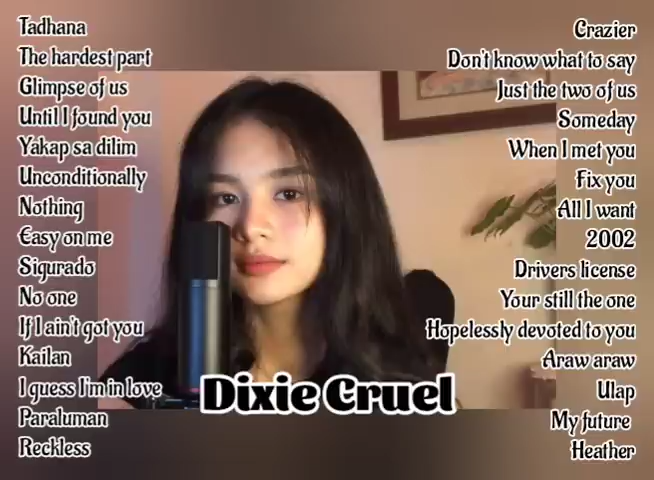 Tadhana
The hardest part
Glimpse of us
Until I found you
Yakap sa dilim
Unconditionally
Nothing
Easy on me
Sigurado
No one
If I ain't got you
Kailan
I guess I'm in love
Paraluman
Reckless
Crazier
Don't know what to say
Just the two of us
Someday
When I met you
Fix you
All I want
2002
Drivers license
Your still the one
Hopelessly devoted to you
Araw araw
Ulap
My future
Heather
Dixie Cruel